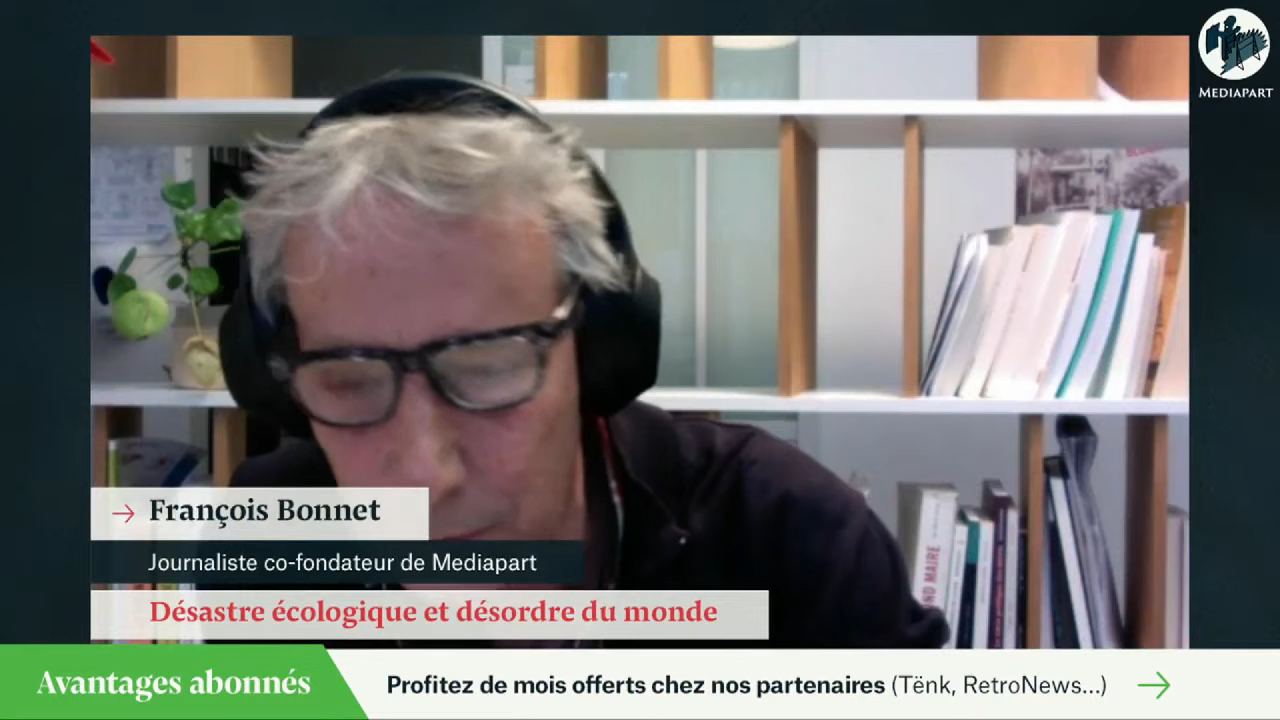 MEDIAPART
François Bonnet
Journaliste co-fondateur de Mediapart
Désastre écologique et désordre du monde
Avantages abonnés
Profitez de mois offerts chez nos partenaires (Tënk, RetroNews...)